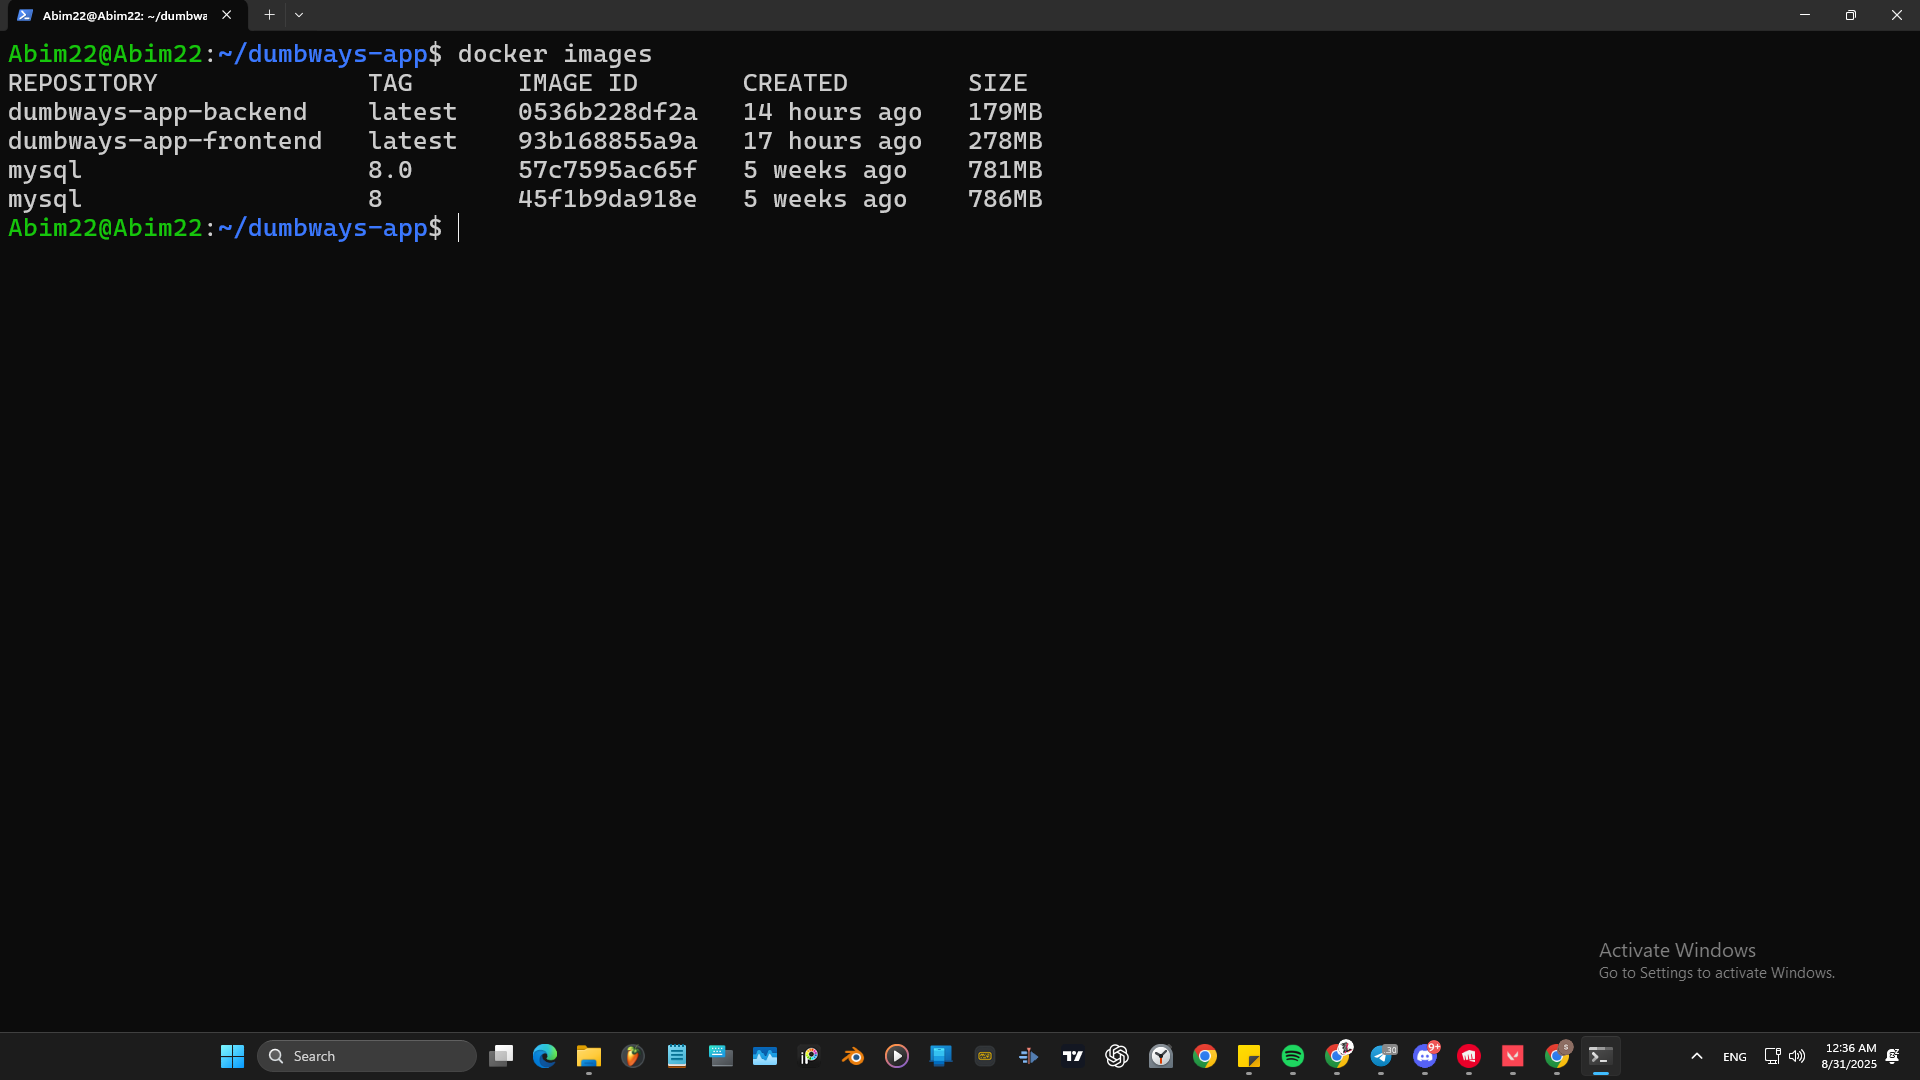 Abim22@Abim22: ~/dumbwa
Abim22@Abim22:~/dumbways-app$ docker images
REPOSITORY TAG IMAGE ID CREATED SIZE
dumbways-app-backend latest 0536b228df2a 14 hours ago 179MB
dumbways-app-frontend latest 93b168855a9a 17 hours ago 278MB
mysql 8.0 57c7595ac65f 5 weeks ago 781MB
mysql 8 45f1b9da918e 5 weeks ago 786MB
Abim22@Abim22:~/dumbways-app$
Activate Windows
Go to Settings to activate Windows.
Search
30
9+
ENG
12:36 AM
8/31/2025